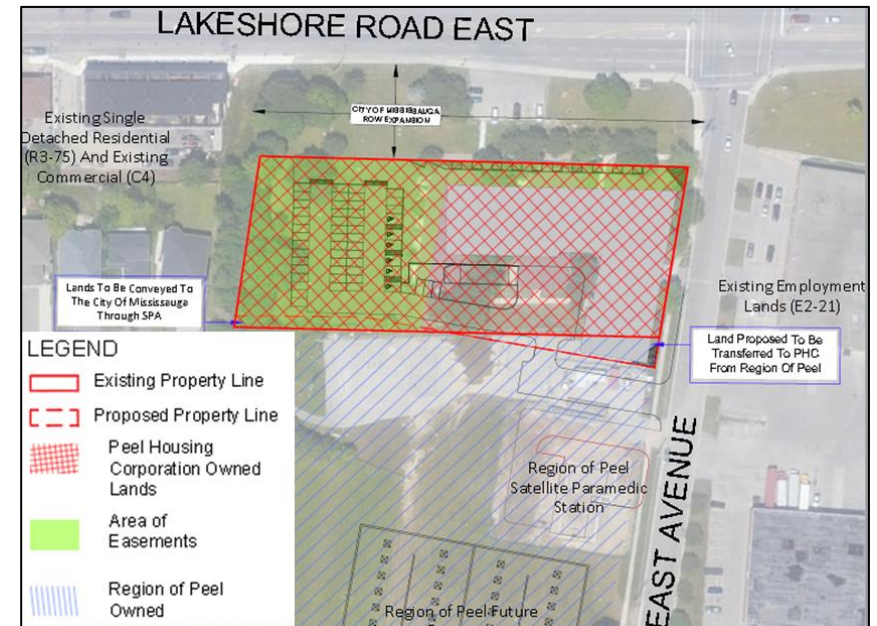 LAKESHORE ROAD EAST
CITY OF MISSISSAUGA
ROW EXPANSION
Existing Single
Detached Residential
(R3-75) And Existing
Commercial (C4)
Lands To Be Conveyed To
The City Of Mississauga
Through SPA
Existing Employment
Lands (E2-21)
Land Proposed To Be
Transferred To PHC
From Region Of Peel
LEGEND
Existing Property Line
Proposed Property Line
Peel Housing
Corporation Owned
Lands
Area of
Easements
Region of Peel
Owned
Region of Peel
Satellite Paramedic
Station
EAST AVENUE
Region of Peel Future